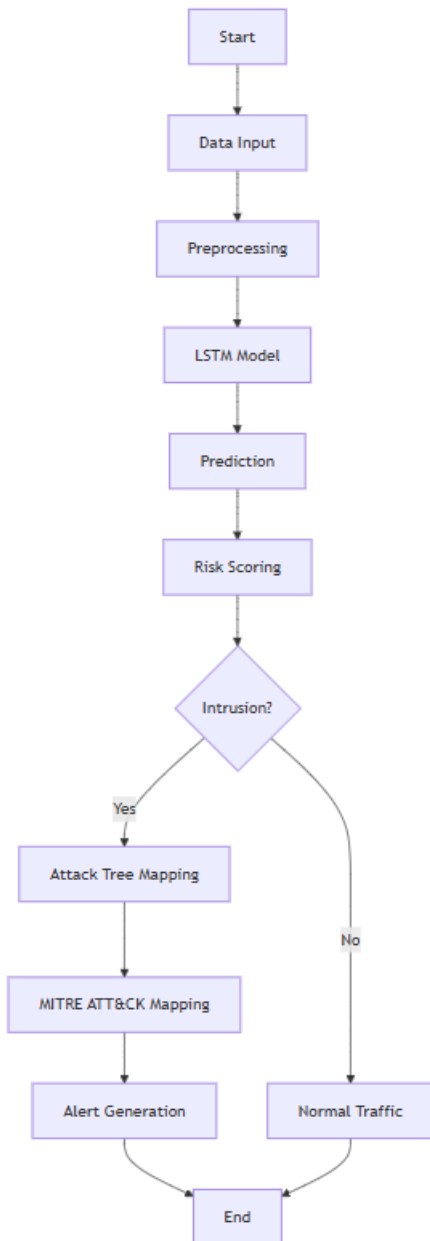 Start
Data Input
Preprocessing
LSTM Model
Prediction
Risk Scoring
Intrusion?
Yes
Attack Tree Mapping
No
MITRE ATT&CK Mapping
Alert Generation
Normal Traffic
End